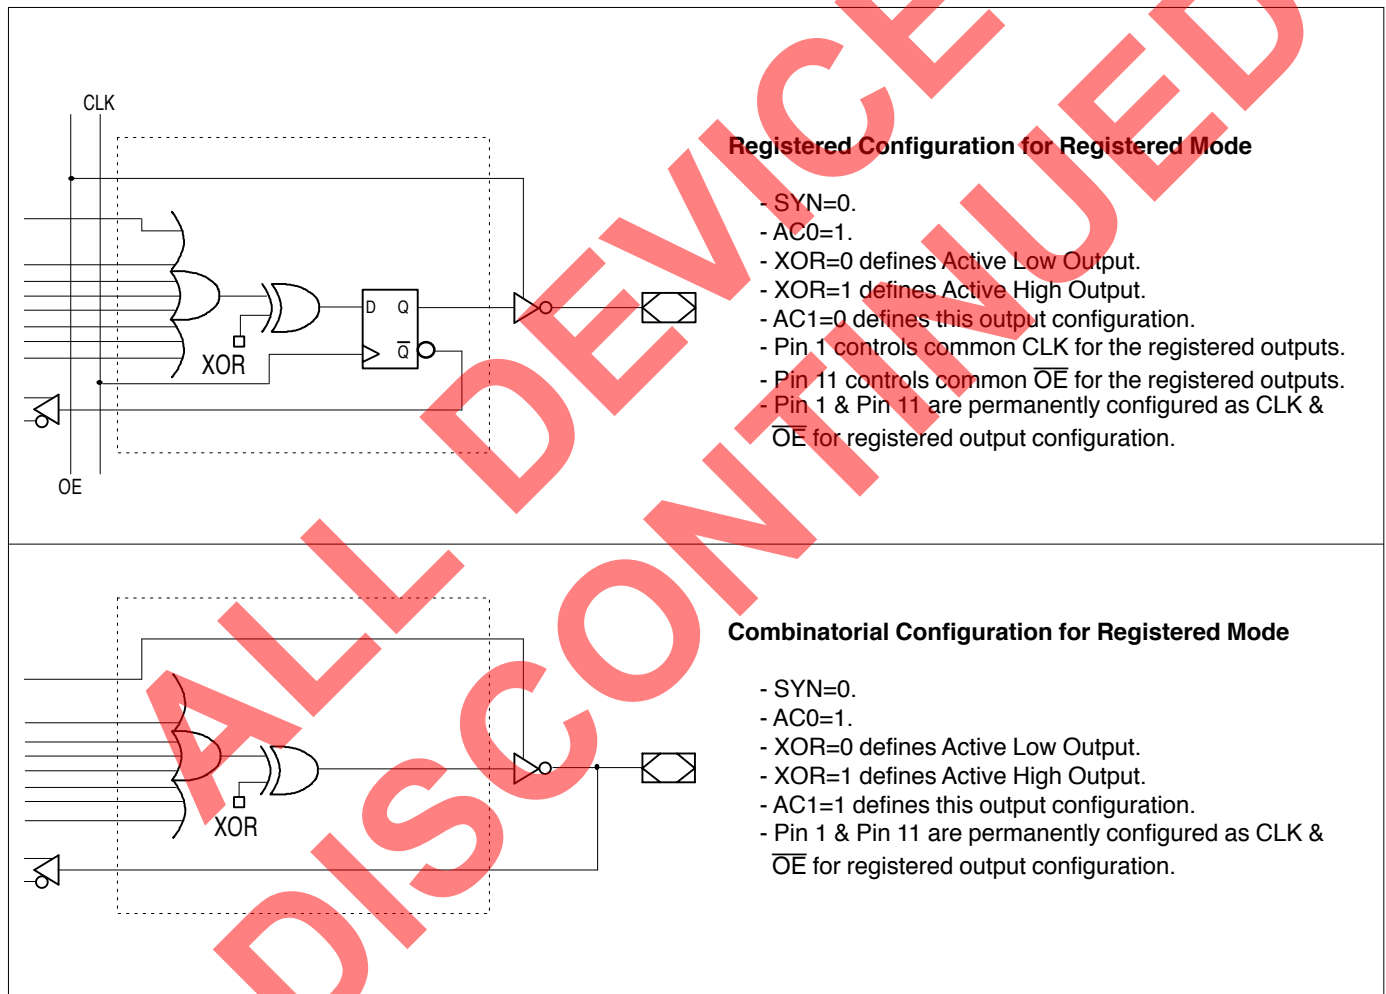 CLK
Registered Configuration for Registered Mode
- SYN=0.
- AC0=1.
- XOR=0 defines Active Low Output.
- XOR=1 defines Active High Output.
- AC1=0 defines this output configuration.
- Pin 1 controls common CLK for the registered outputs.
- Pin 11 controls common O̅E̅ for the registered outputs.
- Pin 1 & Pin 11 are permanently configured as CLK &
O̅E̅ for registered output configuration.
D Q
Q̅
XOR
OE
Combinatorial Configuration for Registered Mode
- SYN=0.
- AC0=1.
- XOR=0 defines Active Low Output.
- XOR=1 defines Active High Output.
- AC1=1 defines this output configuration.
- Pin 1 & Pin 11 are permanently configured as CLK &
O̅E̅ for registered output configuration.
XOR
ALL DEVICE
DISCONTINUED